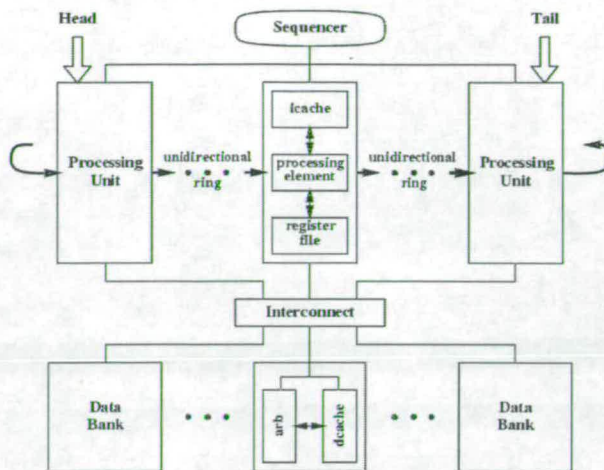 Head
Sequencer
Tail
Icache
Processing
Unit
unidirectional
ring
processing
element
unidirectional
ring
Processing
Unit
register
file
Interconnect
Data
Bank
arb
dcache
Data
Bank